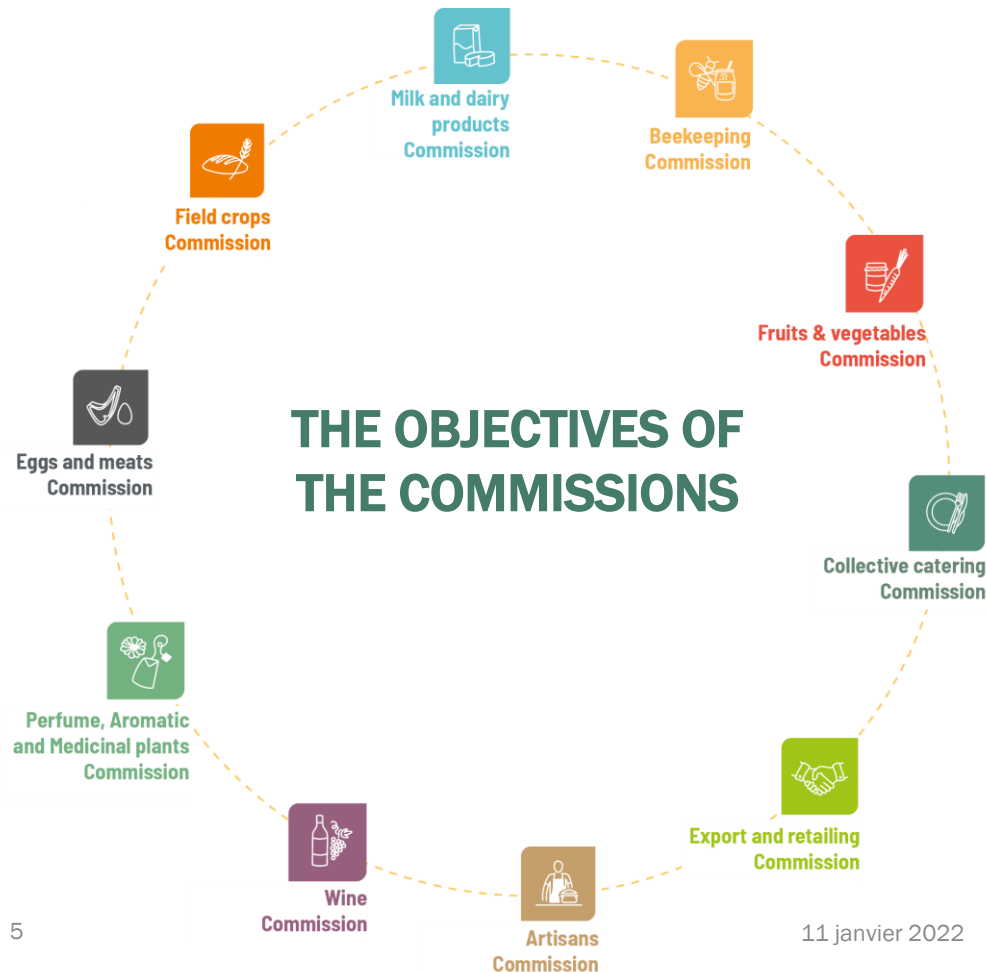 Milk and dairy
products
Commission
Beekeeping
Commission
Field crops
Commission
Fruits & vegetables
Commission
THE OBJECTIVES OF
THE COMMISSIONS
Eggs and meats
Commission
Collective catering
Commission
Perfume, Aromatic
and Medicinal plants
Commission
Export and retailing
Commission
Wine
Commission
Artisans
Commission
5
11 janvier 2022